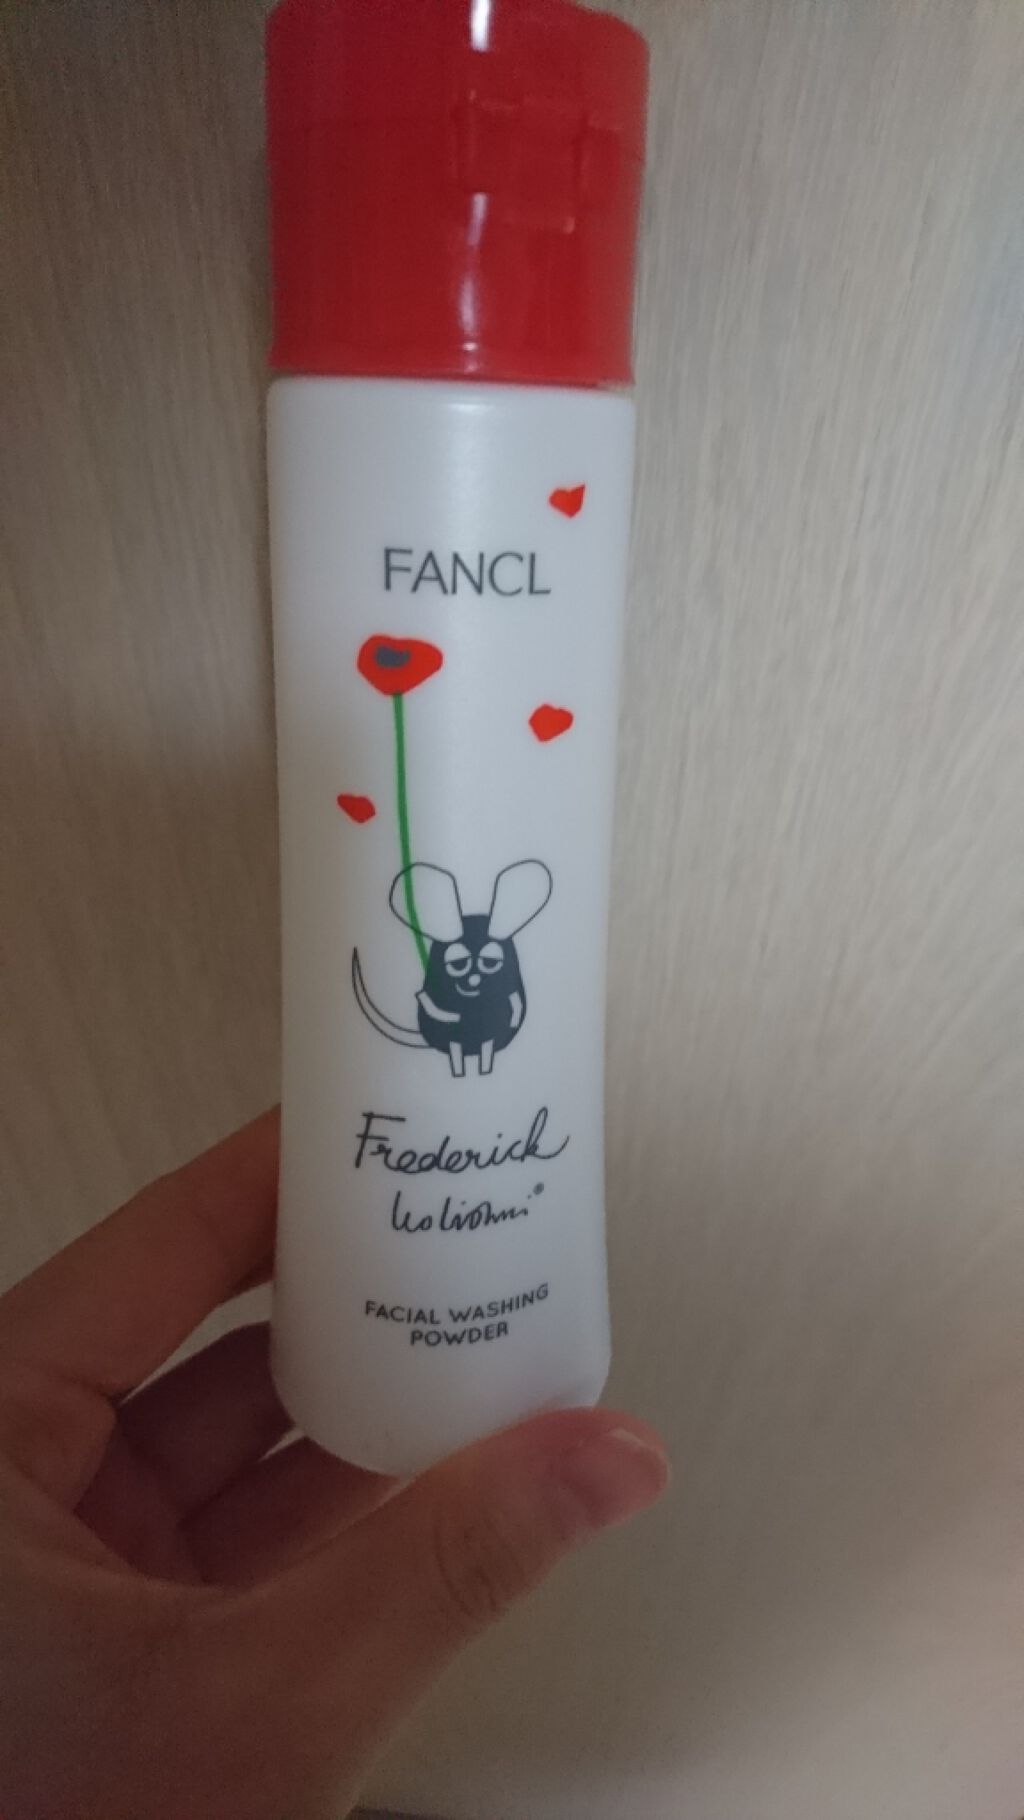 FANCL
Frederick
leo lionni®
FACIAL WASHING
POWDER